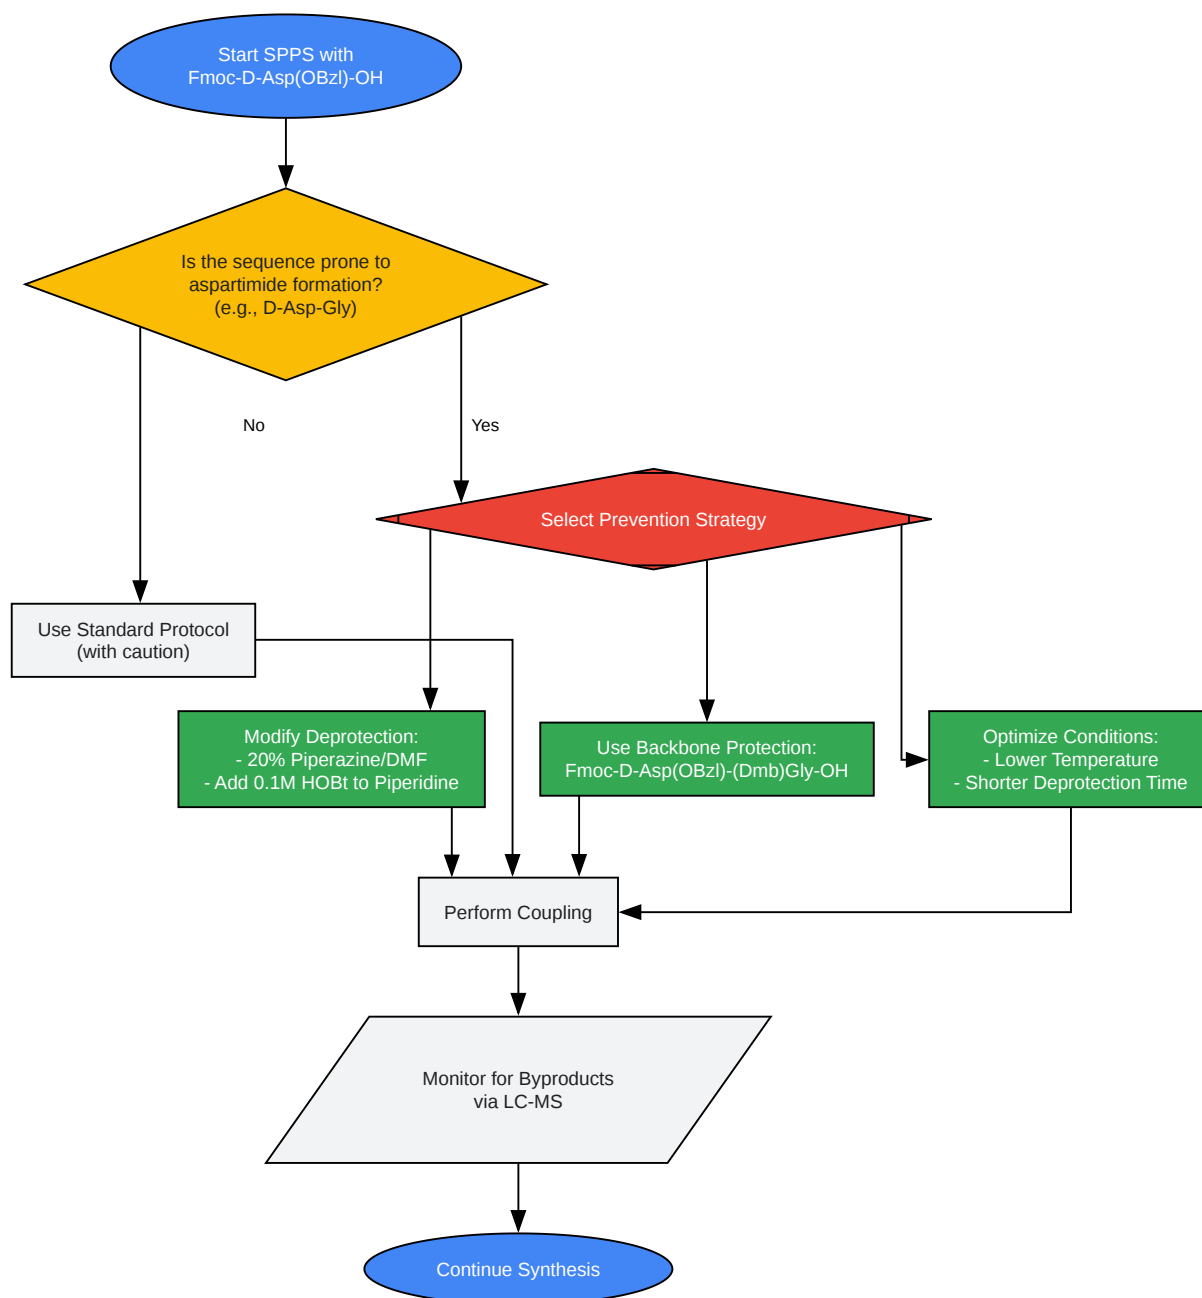 Start SPPS with
Fmoc-D-Asp(OBzl)-OH
Is the sequence prone to
aspartimide formation?
(e.g., D-Asp-Gly)
No
Yes
Select Prevention Strategy
Use Standard Protocol
(with caution)
Modify Deprotection:
- 20% Piperazine/DMF
- Add 0.1M HOBt to Piperidine
Use Backbone Protection:
Fmoc-D-Asp(OBzl)-(Dmb)Gly-OH
Optimize Conditions:
- Lower Temperature
- Shorter Deprotection Time
Perform Coupling
Monitor for Byproducts
via LC-MS
Continue Synthesis